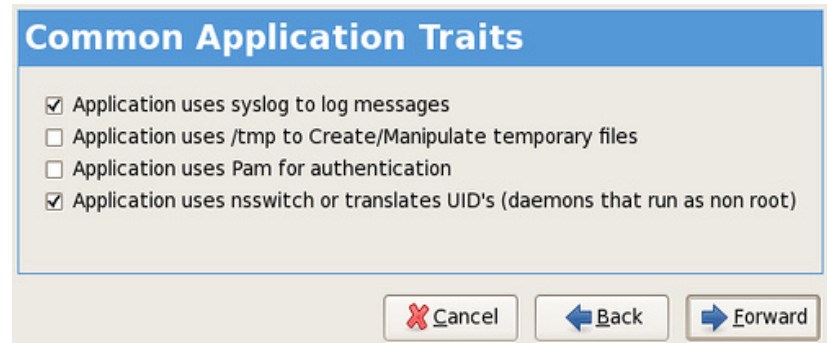 Common Application Traits
Application uses syslog to log messages
Application uses /tmp to Create/Manipulate temporary files
Application uses Pam for authentication
Application uses nsswitch or translates UID's (daemons that run as non root)
Cancel Back Forward